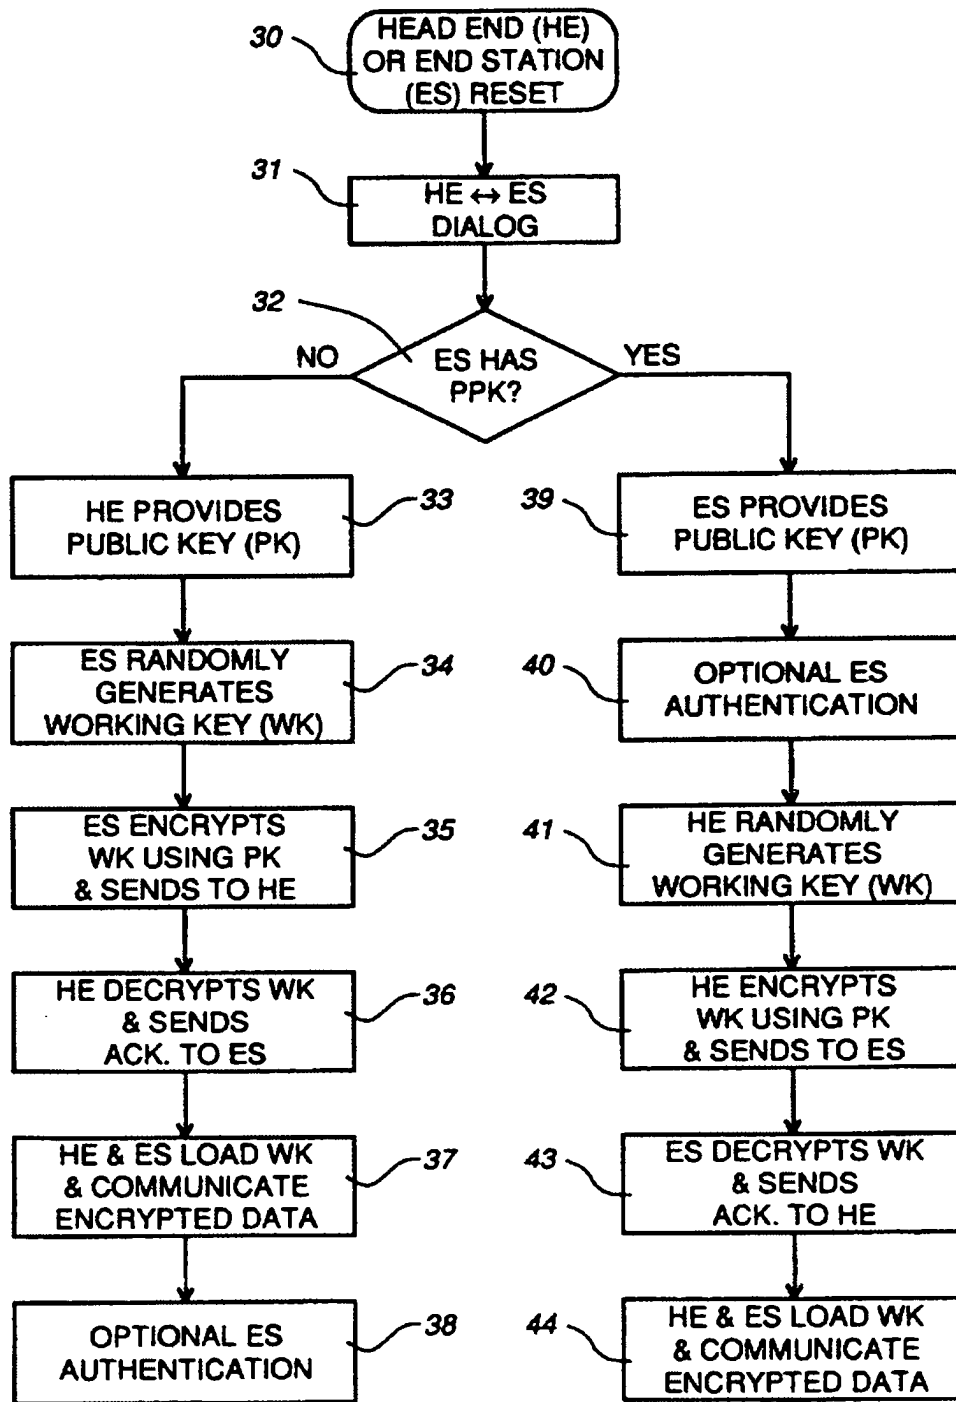 30
HEAD END (HE)
OR END STATION
(ES) RESET
31
HE ↔ ES
DIALOG
32
NO
ES HAS
PPK?
YES
HE PROVIDES
PUBLIC KEY (PK)
33
ES RANDOMLY
GENERATES
WORKING KEY (WK)
34
ES ENCRYPTS
WK USING PK
& SENDS TO HE
35
HE DECRYPTS WK
& SENDS
ACK. TO ES
36
HE & ES LOAD WK
& COMMUNICATE
ENCRYPTED DATA
37
OPTIONAL ES
AUTHENTICATION
38
39
ES PROVIDES
PUBLIC KEY (PK)
40
OPTIONAL ES
AUTHENTICATION
41
HE RANDOMLY
GENERATES
WORKING KEY (WK)
42
HE ENCRYPTS
WK USING PK
& SENDS TO ES
43
ES DECRYPTS WK
& SENDS
ACK. TO HE
44
HE & ES LOAD WK
& COMMUNICATE
ENCRYPTED DATA